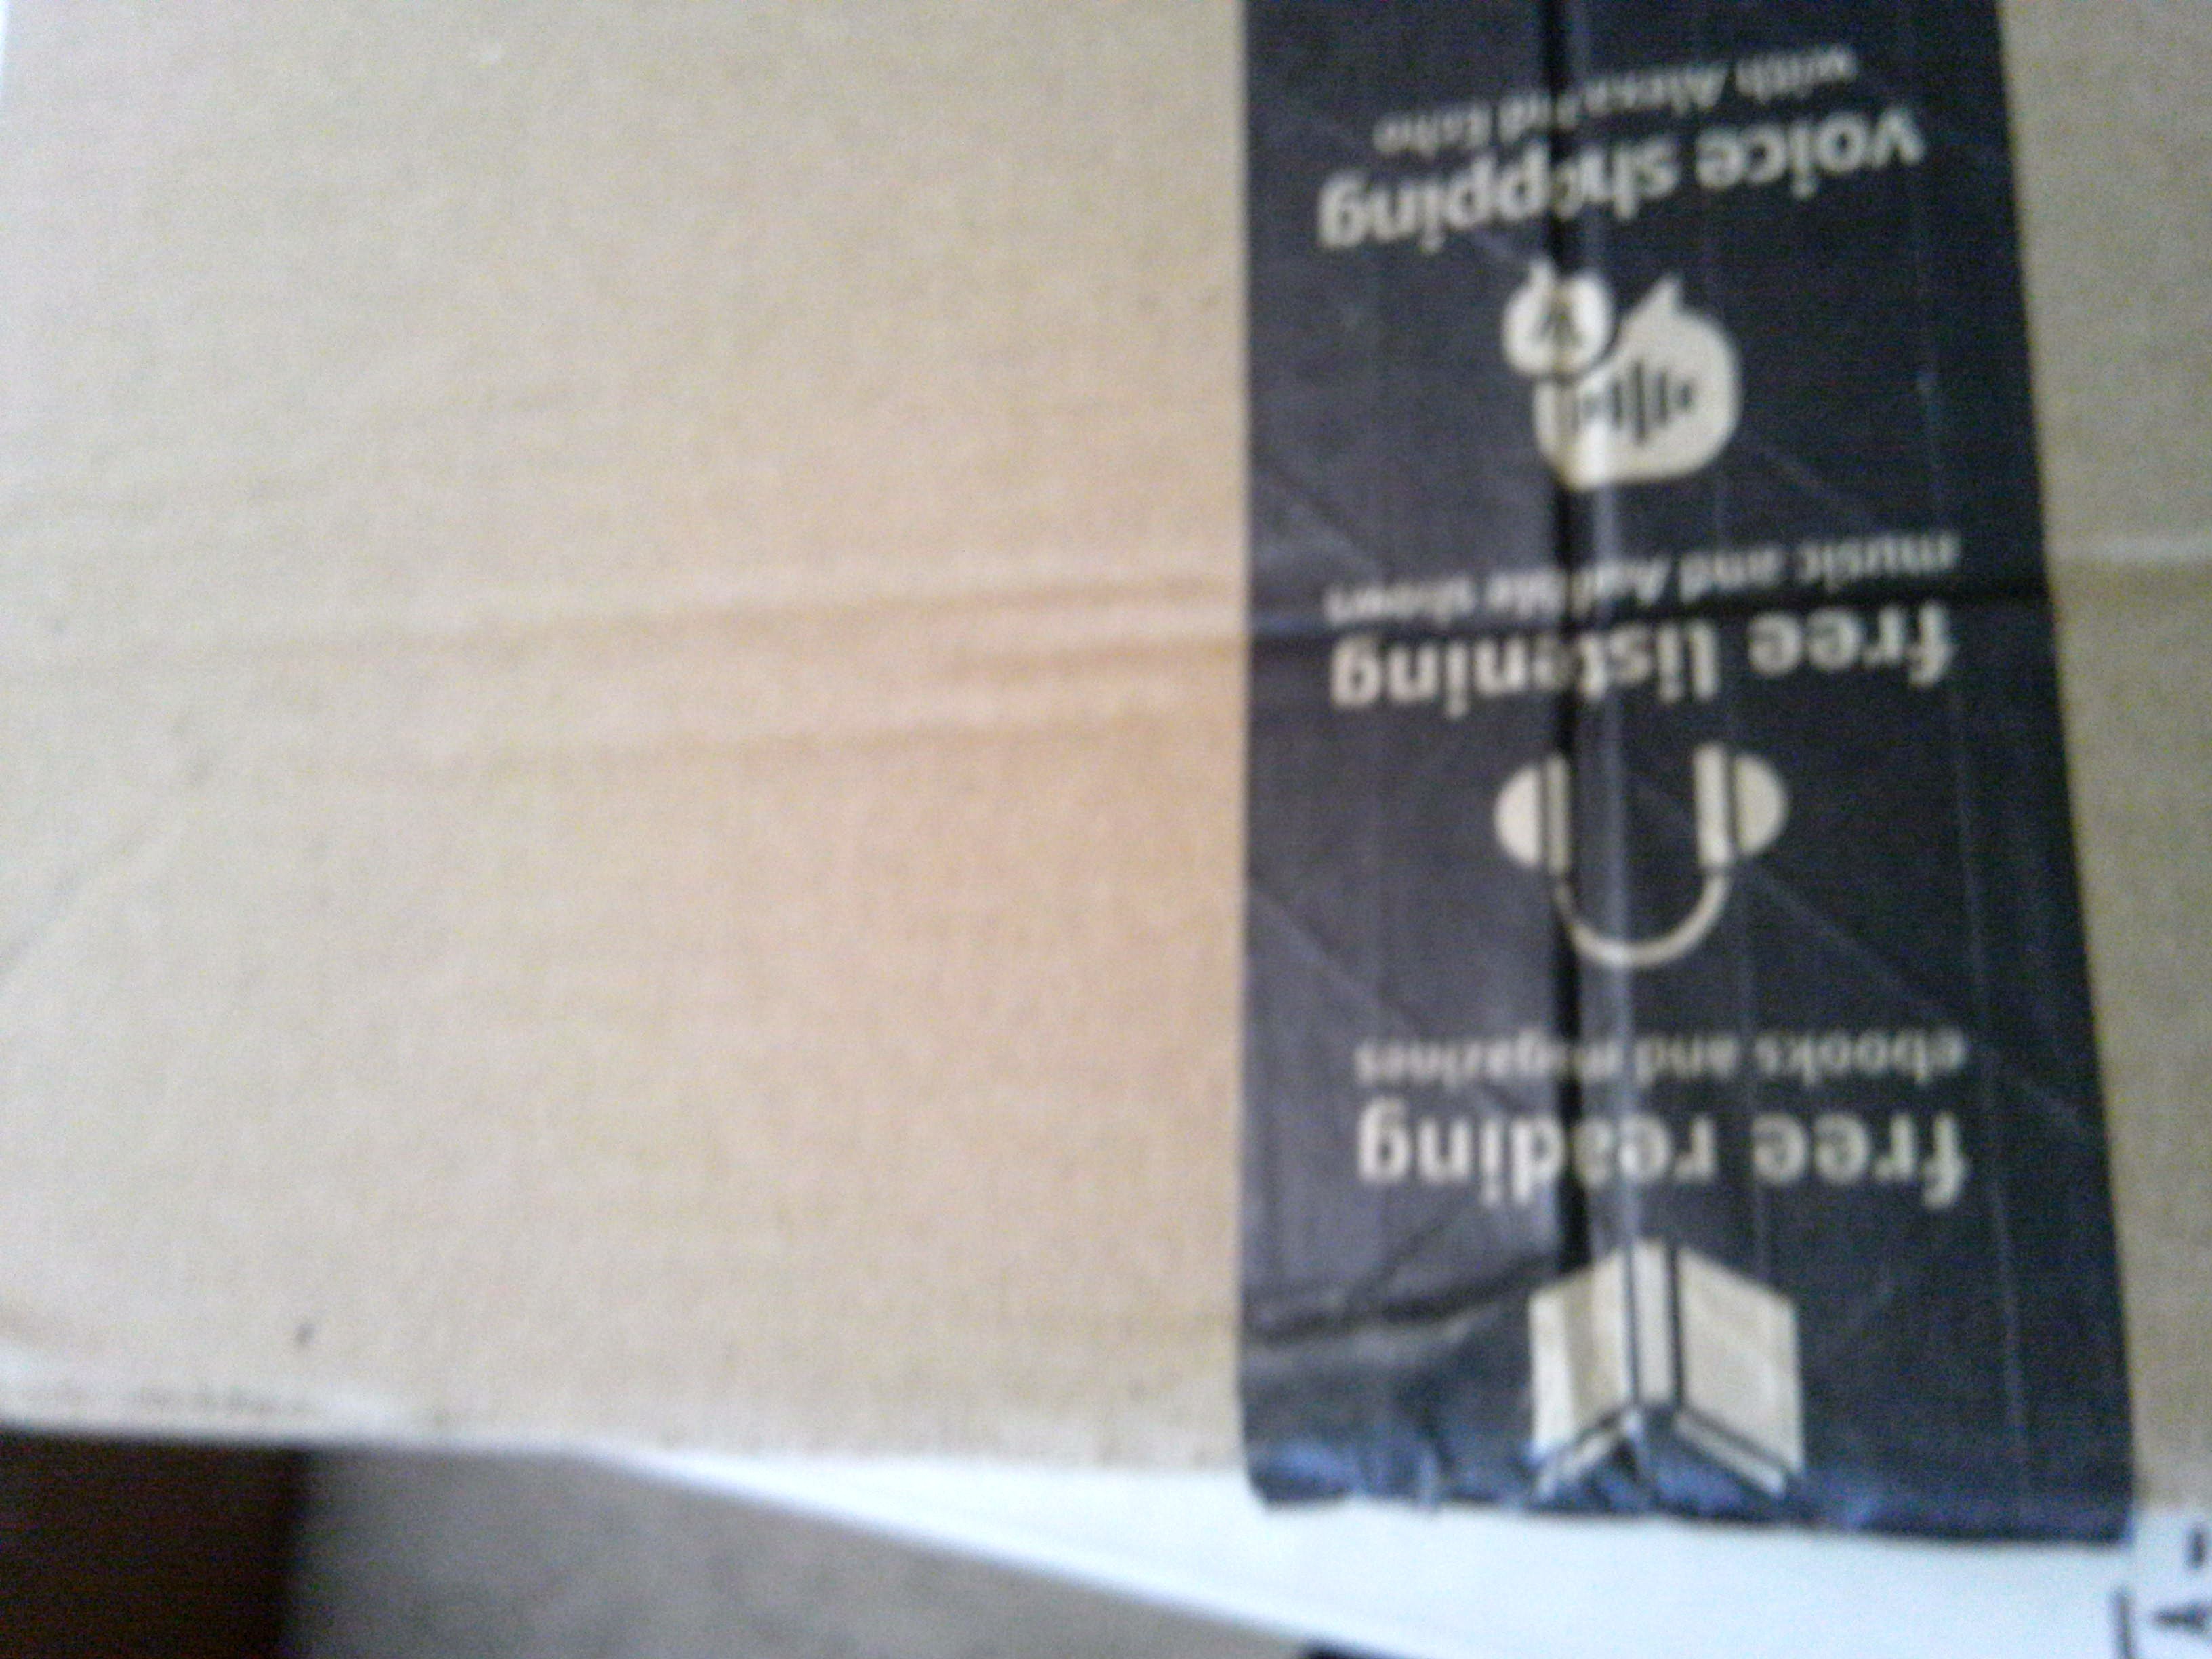 free reading
ebooks and magazines
free listening
music and Audible shows
voice shopping
with Alexa and Echo